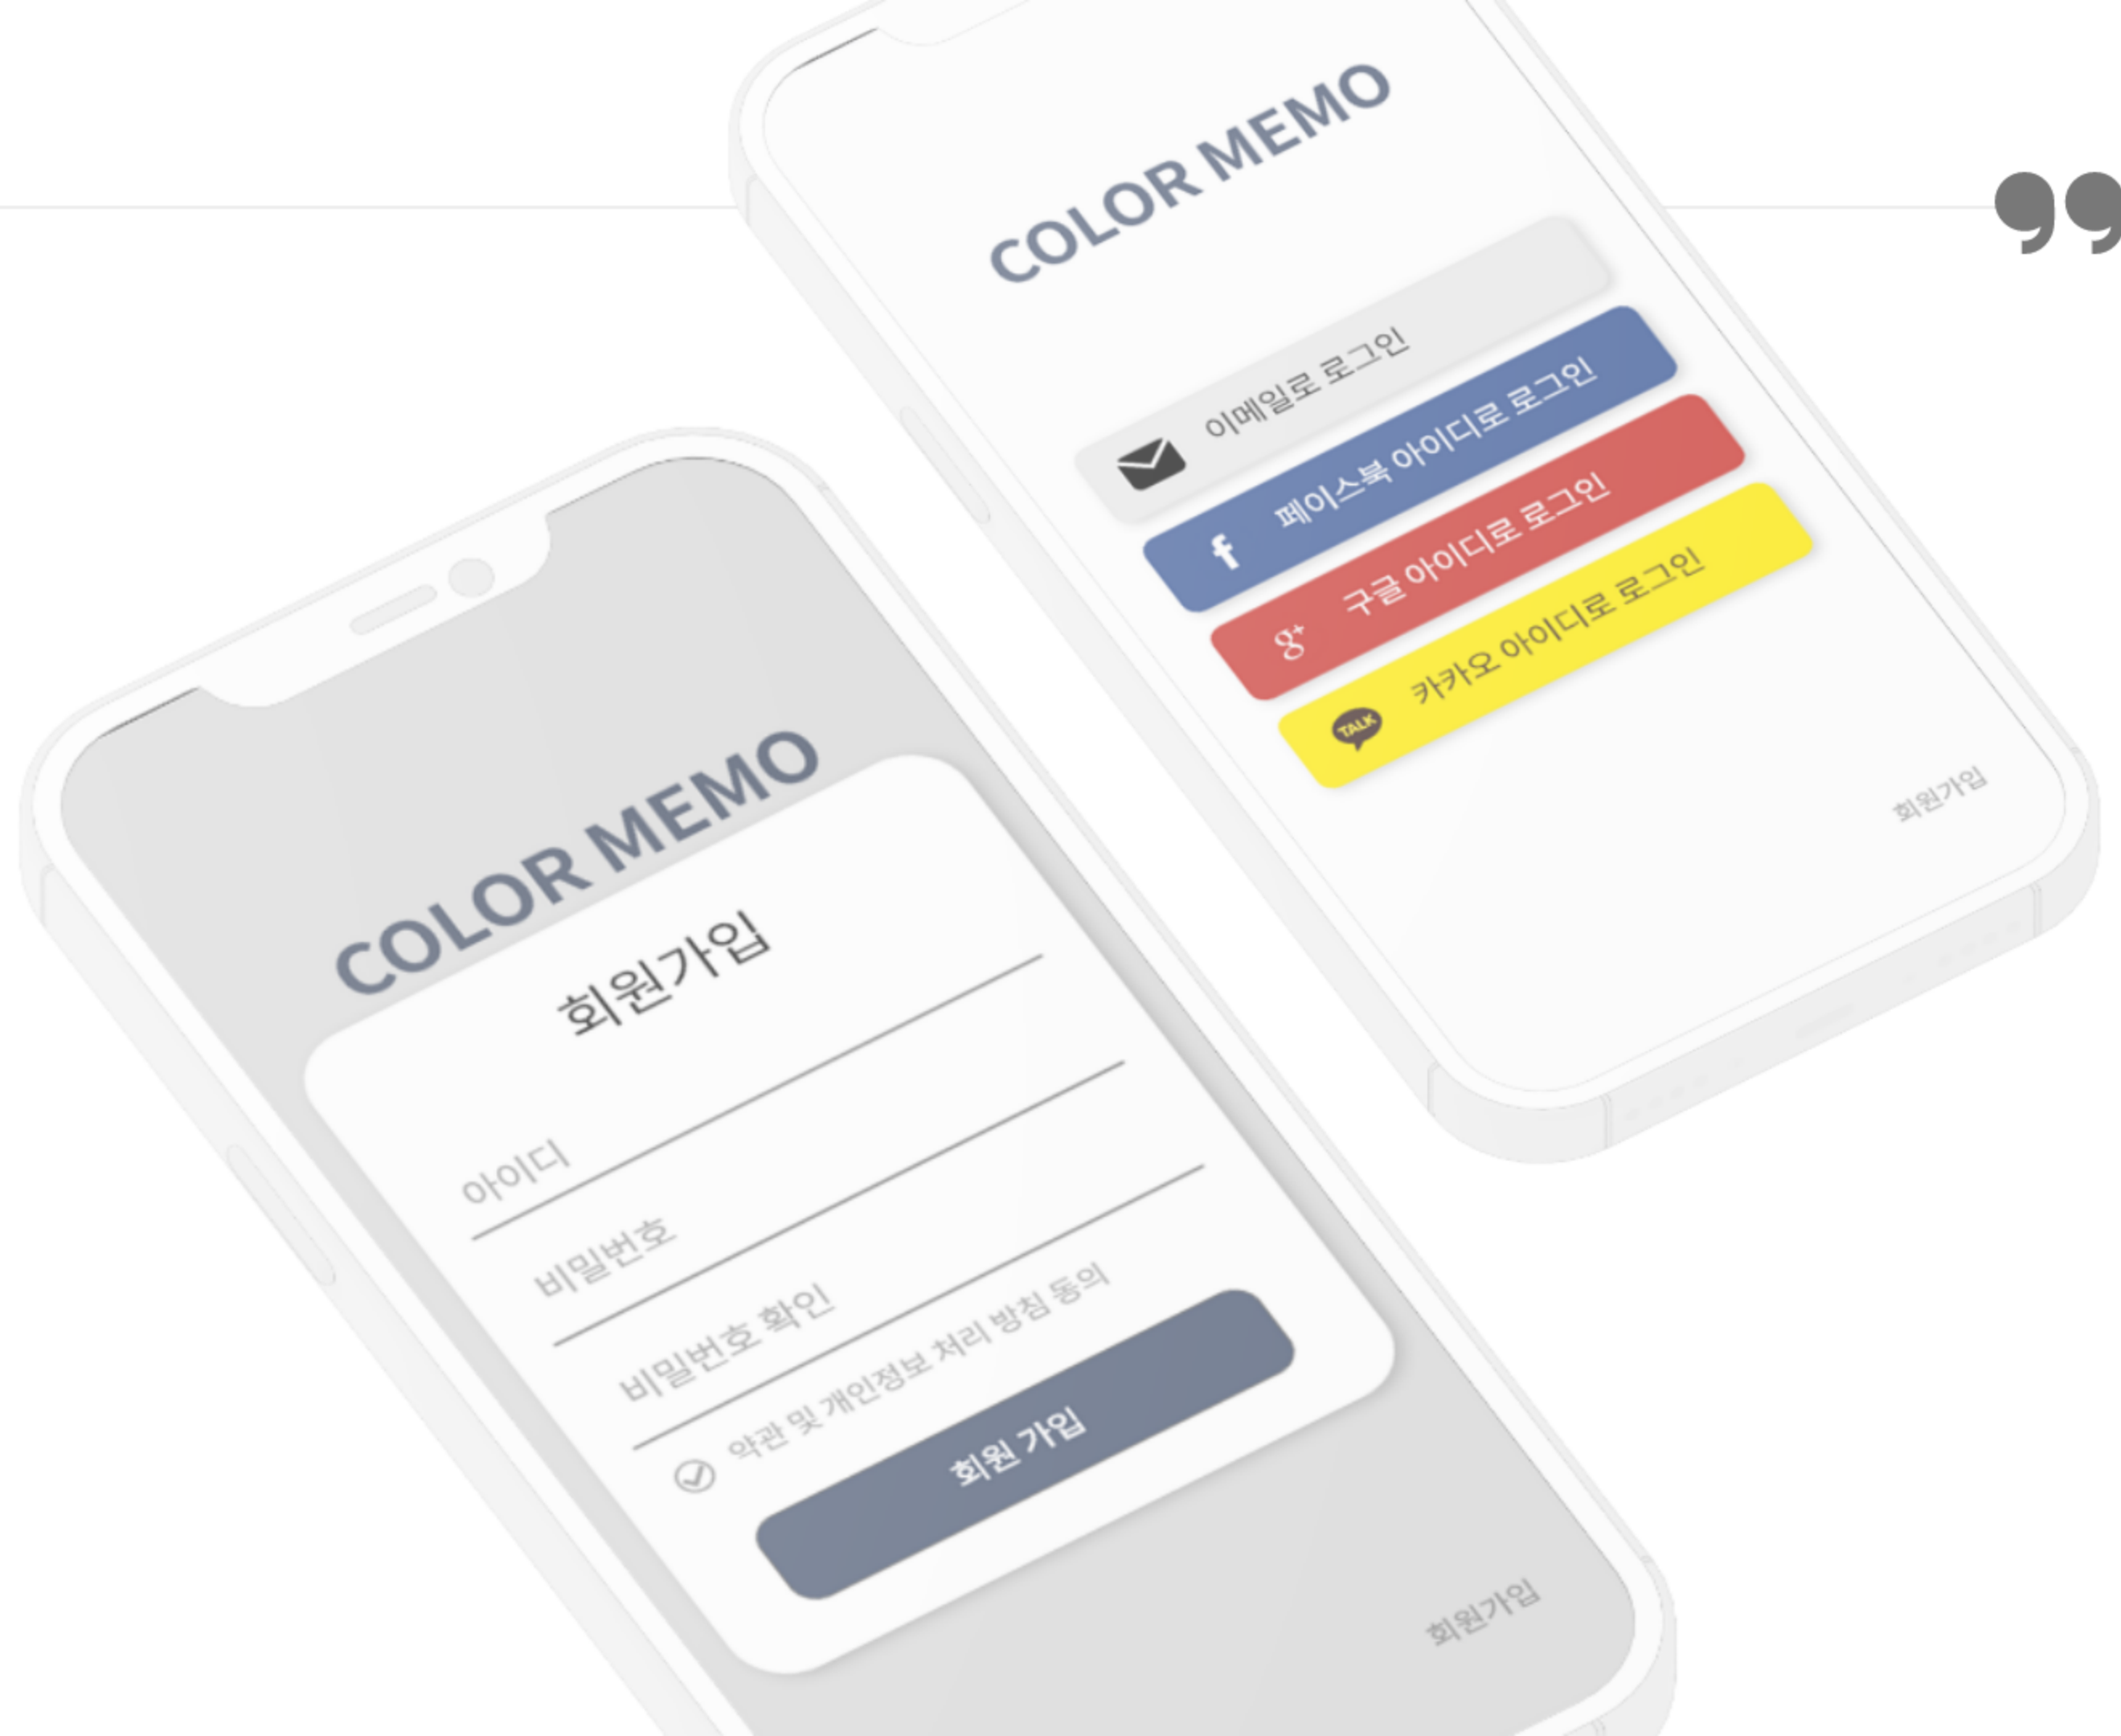 COLOR MEMO
이메일로 로그인
f 페이스북 아이디로 로그인
g+ 구글 아이디로 로그인
TALK 카카오 아이디로 로그인
회원가입
”
COLOR MEMO
회원가입
아이디
비밀번호
비밀번호 확인
약관 및 개인정보 처리 방침 동의
회원 가입
회원가입